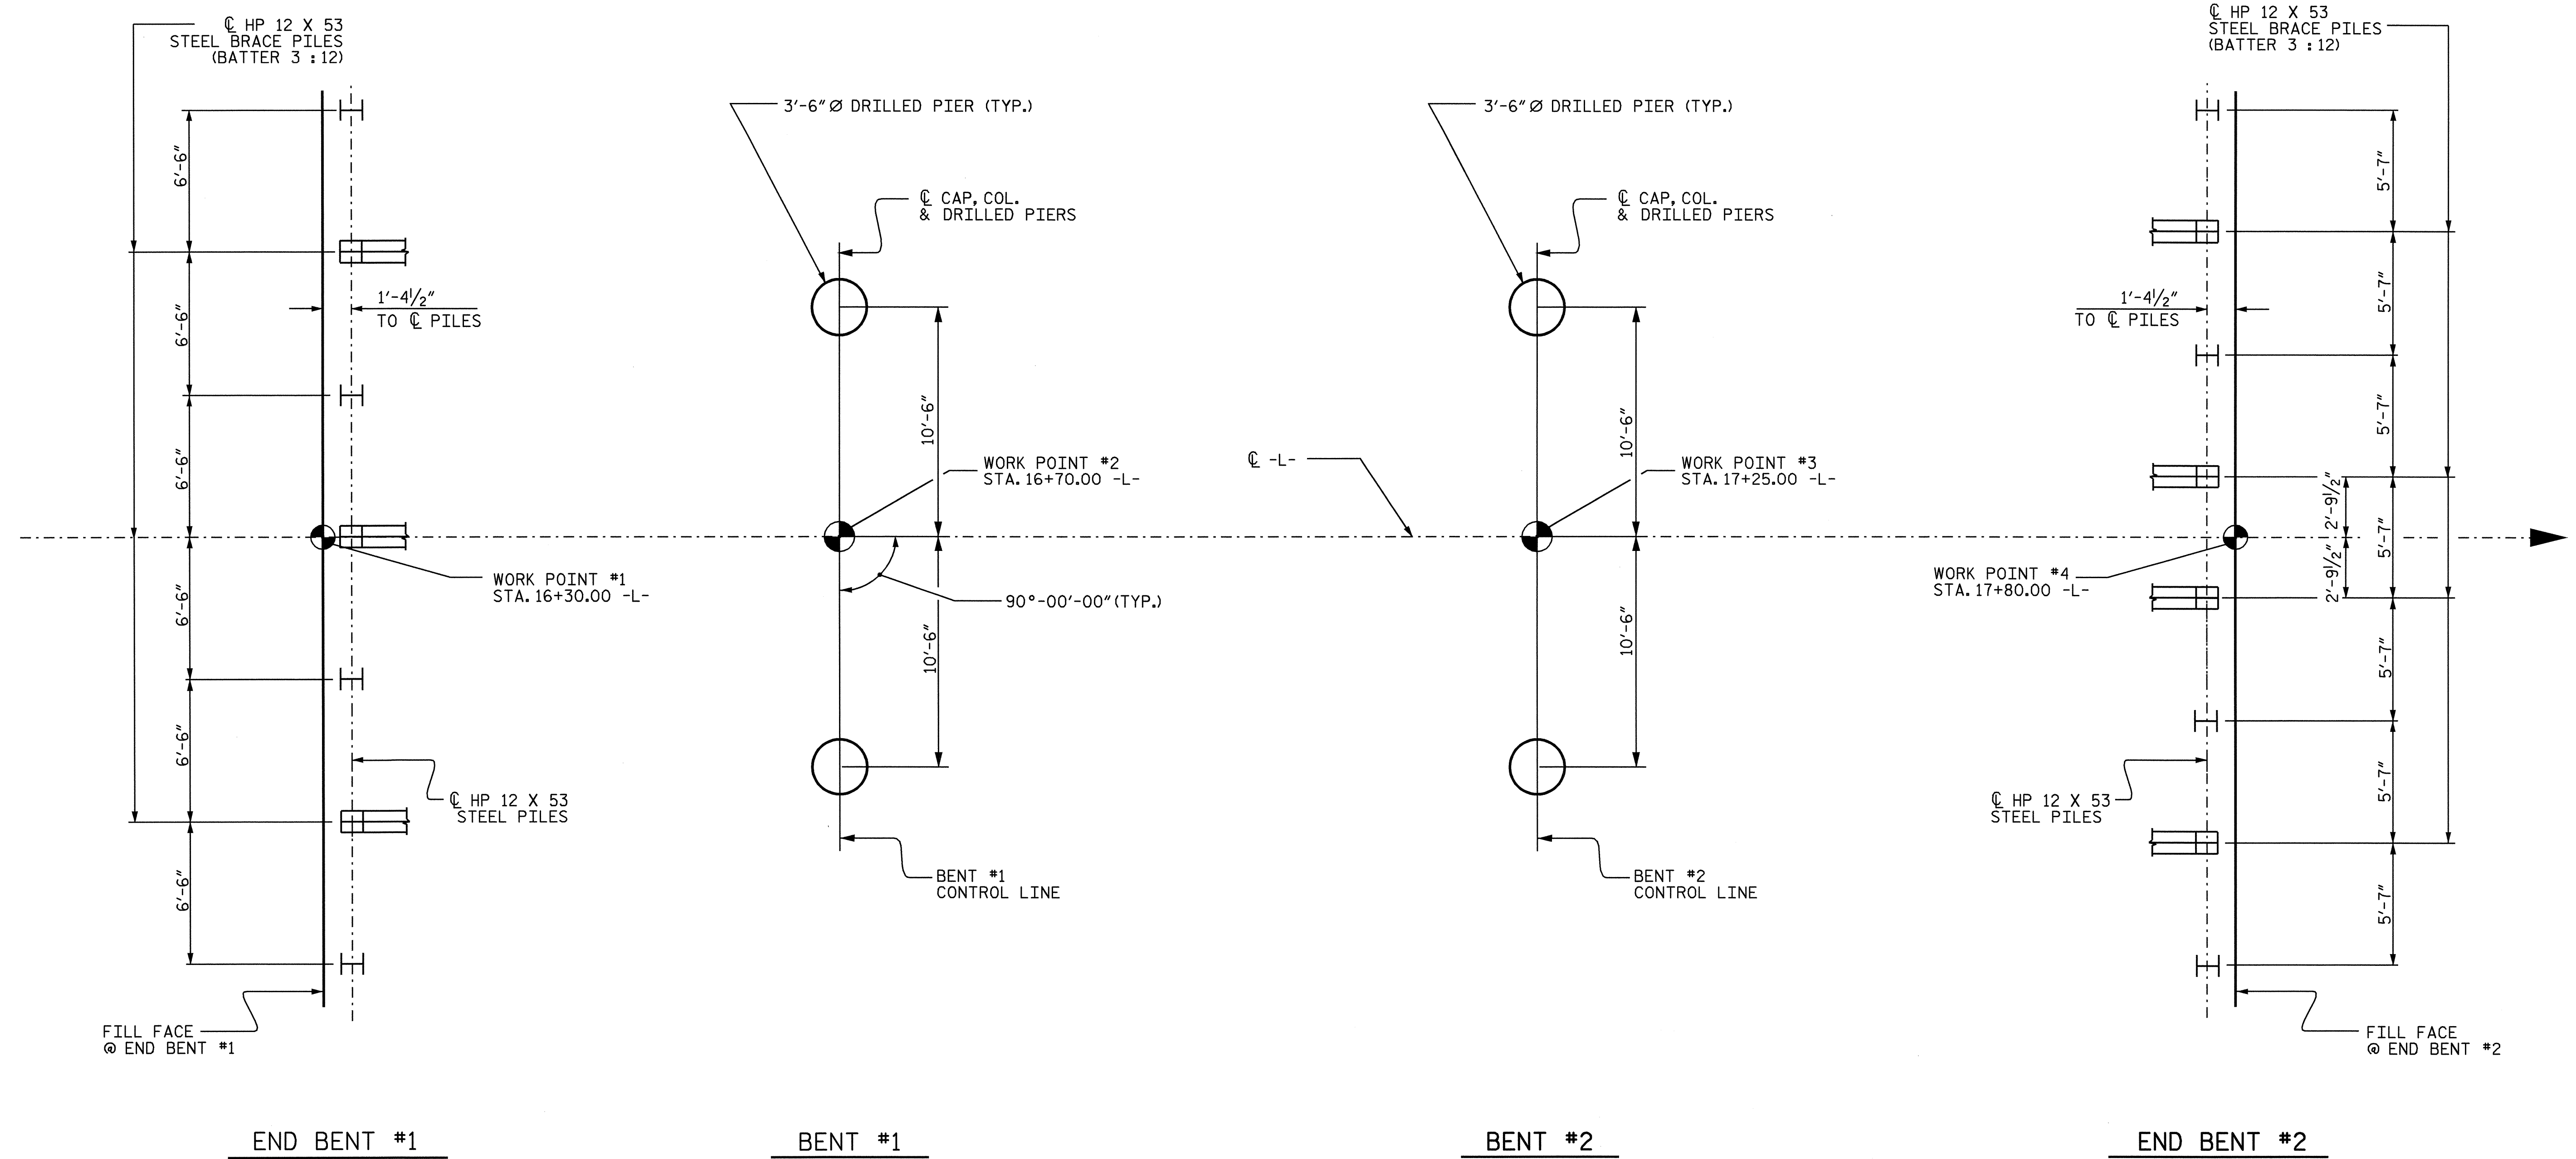 ℄ HP 12 X 53
STEEL BRACE PILES
(BATTER 3 : 12)
℄ HP 12 X 53
STEEL BRACE PILES
(BATTER 3 : 12)
3'-6" Ø DRILLED PIER (TYP.)
3'-6" Ø DRILLED PIER (TYP.)
℄ CAP, COL.
& DRILLED PIERS
℄ CAP, COL.
& DRILLED PIERS
6'-6"
6'-6"
6'-6"
6'-6"
6'-6"
6'-6"
1'-4½"
TO ℄ PILES
WORK POINT #1
STA. 16+30.00 -L-
℄ HP 12 X 53
STEEL PILES
FILL FACE
@ END BENT #1
10'-6"
10'-6"
WORK POINT #2
STA. 16+70.00 -L-
90°-00'-00" (TYP.)
BENT #1
CONTROL LINE
℄ -L-
10'-6"
10'-6"
WORK POINT #3
STA. 17+25.00 -L-
BENT #2
CONTROL LINE
1'-4½"
TO ℄ PILES
WORK POINT #4
STA. 17+80.00 -L-
℄ HP 12 X 53
STEEL PILES
5'-7"
5'-7"
5'-7"
5'-7"
5'-7"
5'-7"
5'-7"
2'-9½"
2'-9½"
FILL FACE
@ END BENT #2
END BENT #1
BENT #1
BENT #2
END BENT #2